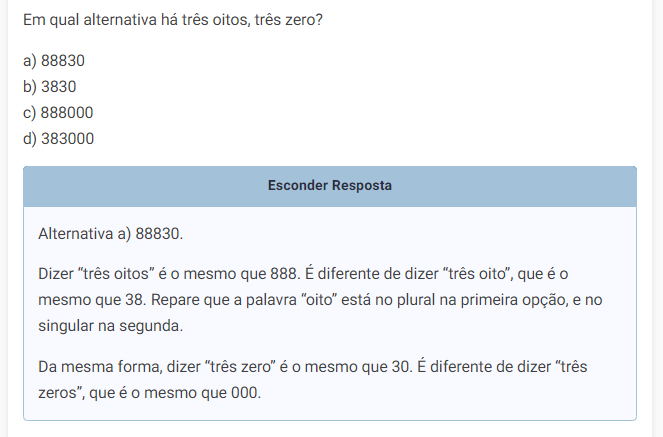 Em qual alternativa há três oitos, três zero?
a) 88830
b) 3830
c) 888000
d) 383000
Esconder Resposta
Alternativa a) 88830.
Dizer “três oitos” é o mesmo que 888. É diferente de dizer “três oito”, que é o
mesmo que 38. Repare que a palavra “oito” está no plural na primeira opção, e no
singular na segunda.
Da mesma forma, dizer “três zero” é o mesmo que 30. É diferente de dizer “três
zeros”, que é o mesmo que 000.